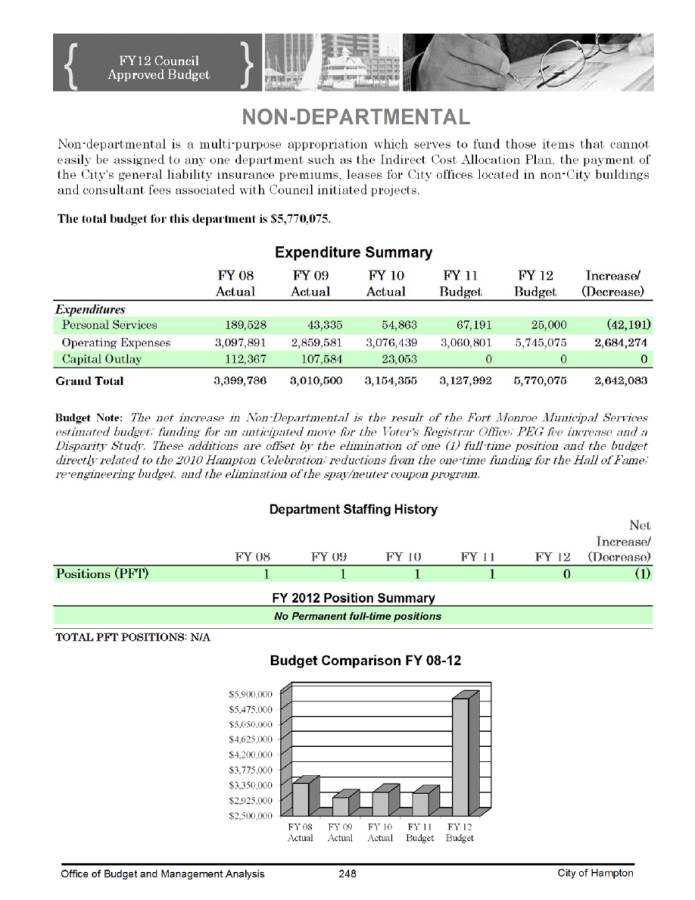 FY12 Council
Approved Budget
NON-DEPARTMENTAL
Non-departmental is a multi-purpose appropriation which serves to fund those items that cannot
easily be assigned to any one department such as the Indirect Cost Allocation Plan, the payment of
the City's general liability insurance premiums, leases for City offices located in non-City buildings
and consultant fees associated with Council initiated projects.
The total budget for this department is $5,770,075.
Expenditure Summary
FY 08 FY 09 FY 10 FY 11 FY 12 Increase/
Actual Actual Actual Budget Budget (Decrease)
Expenditures
Personal Services 189,528 43,335 54,863 67,191 25,000 (42,191)
Operating Expenses 3,097,891 2,859,581 3,076,439 3,060,801 5,745,075 2,684,274
Capital Outlay 112,367 107,584 23,053 0 0 0
Grand Total 3,399,786 3,010,500 3,154,355 3,127,992 5,770,075 2,642,083
Budget Note: The net increase in Non-Departmental is the result of the Fort Monroe Municipal Services
estimated budget; funding for an anticipated move for the Voter's Registrar Office; PEG fee increase and a
Disparity Study. These additions are offset by the elimination of one (1) full-time position and the budget
directly related to the 2010 Hampton Celebration; reductions from the one-time funding for the Hall of Fame;
re-engineering budget, and the elimination of the spay/neuter coupon program.
Department Staffing History
Net
Increase/
FY 08 FY 09 FY 10 FY 11 FY 12 (Decrease)
Positions (PFT) 1 1 1 1 0 (1)
FY 2012 Position Summary
No Permanent full-time positions
TOTAL PFT POSITIONS: N/A
Budget Comparison FY 08-12
$5,900,000
$5,475,000
$5,050,000
$4,625,000
$4,200,000
$3,775,000
$3,350,000
$2,925,000
$2,500,000
FY 08 FY 09 FY 10 FY 11 FY 12
Actual Actual Actual Budget Budget
Office of Budget and Management Analysis 248 City of Hampton